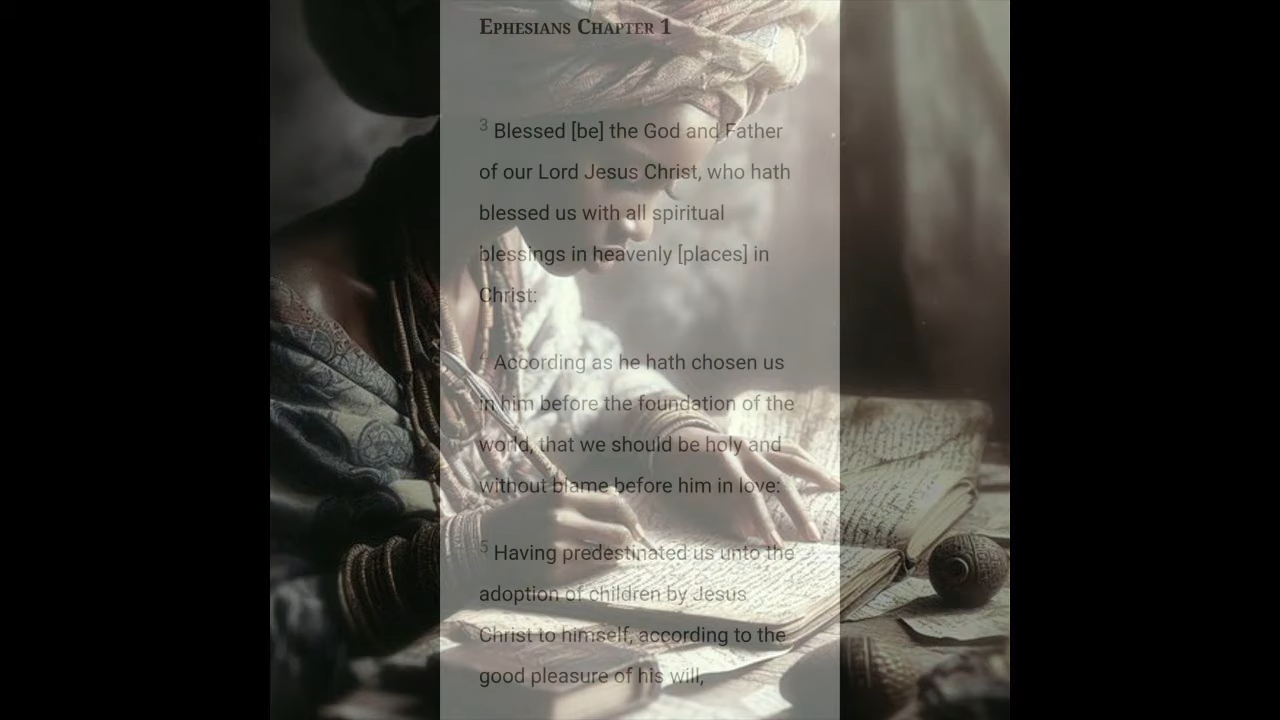 Ephesians Chapter 1
3 Blessed [be] the God and Father
of our Lord Jesus Christ, who hath
blessed us with all spiritual
blessings in heavenly [places] in
Christ:
4 According as he hath chosen us
in him before the foundation of the
world, that we should be holy and
without blame before him in love:
5 Having predestinated us unto the
adoption of children by Jesus
Christ to himself, according to the
good pleasure of his will,